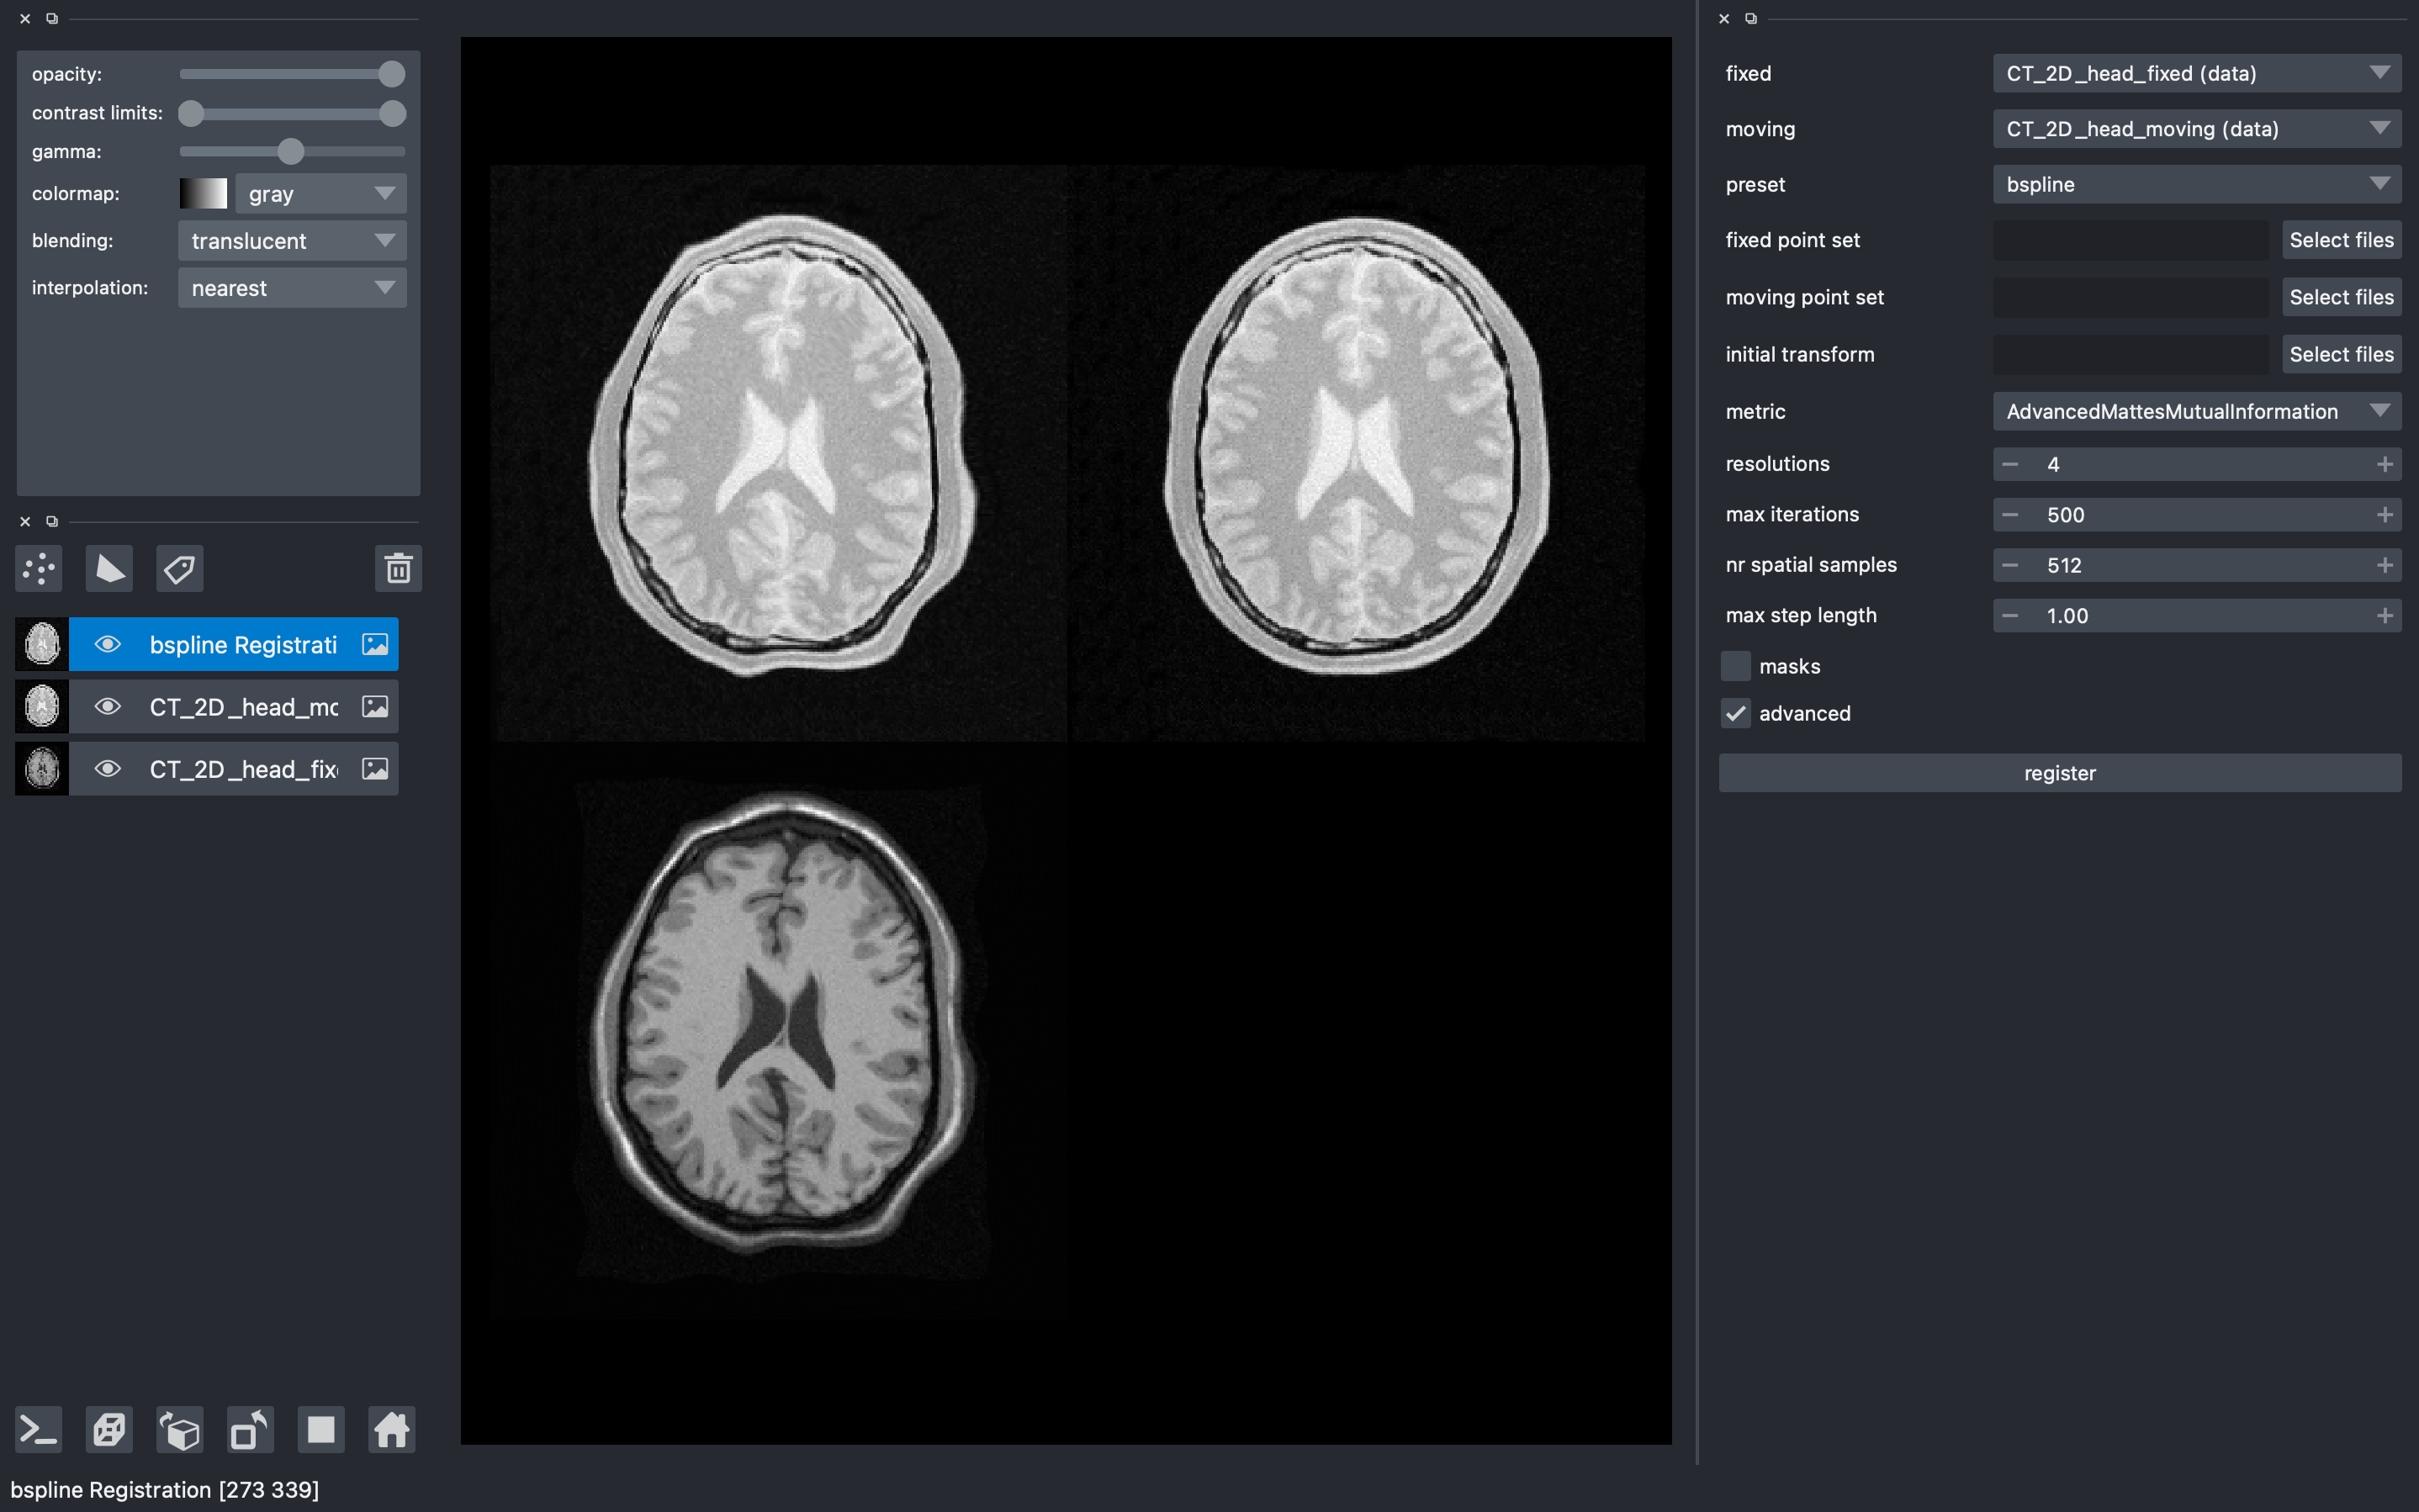 opacity:
contrast limits:
gamma:
colormap: gray
blending: translucent
interpolation: nearest
bspline Registrati
CT_2D_head_mo
CT_2D_head_fix
bspline Registration [273 339]
fixed CT_2D_head_fixed (data)
moving CT_2D_head_moving (data)
preset bspline
fixed point set Select files
moving point set Select files
initial transform Select files
metric AdvancedMattesMutualInformation
resolutions 4
max iterations 500
nr spatial samples 512
max step length 1.00
masks
advanced
register